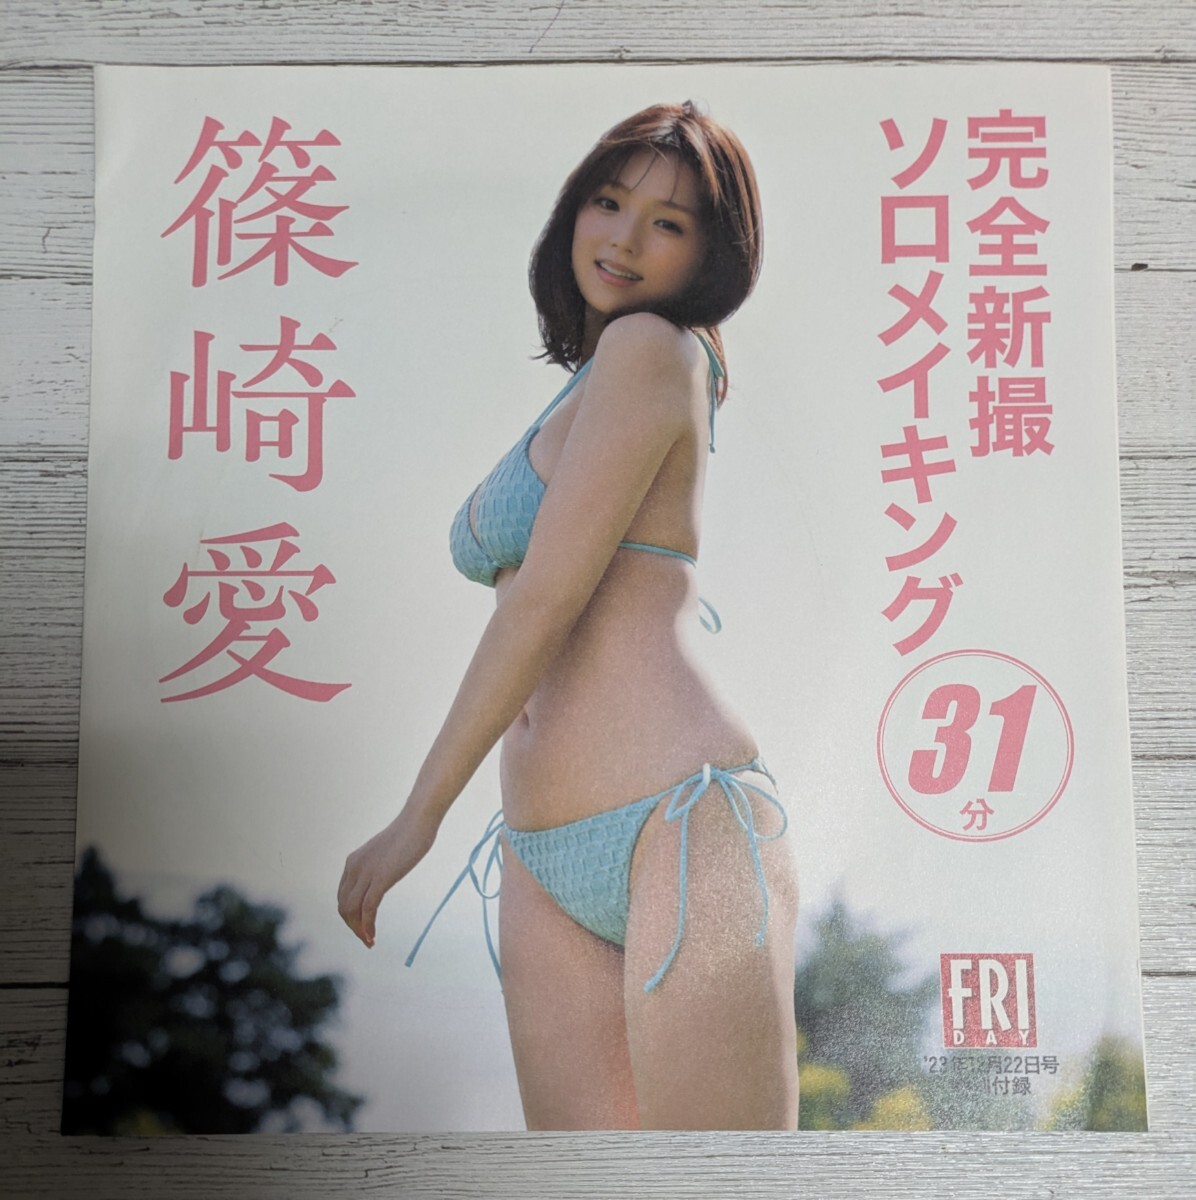 完全新撮
ソロメイキング
31
分
篠崎愛
FRI
DAY
'23年12月22日号
付録